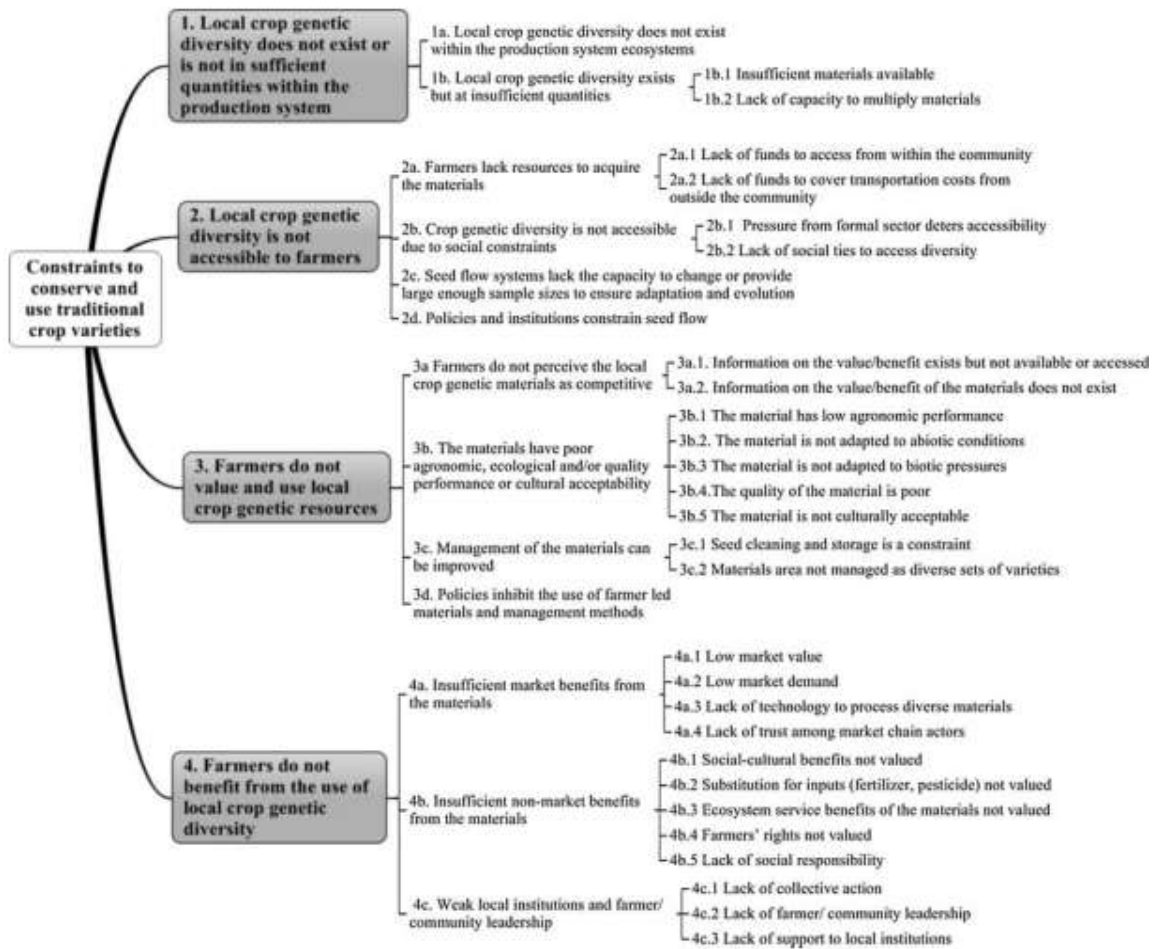 Constraints to
conserve and
use traditional
crop varieties
1. Local crop genetic
diversity does not exist or
is not in sufficient
quantities within the
production system
1a. Local crop genetic diversity does not exist
within the production system ecosystems
1b. Local crop genetic diversity exists
but at insufficient quantities
1b.1 Insufficient materials available
1b.2 Lack of capacity to multiply materials
2. Local crop genetic
diversity is not
accessible to farmers
2a. Farmers lack resources to acquire
the materials
2a.1 Lack of funds to access from within the community
2a.2 Lack of funds to cover transportation costs from
outside the community
2b. Crop genetic diversity is not accessible
due to social constraints
2b.1 Pressure from formal sector deters accessibility
2b.2 Lack of social ties to access diversity
2c. Seed flow systems lack the capacity to change or provide
large enough sample sizes to ensure adaptation and evolution
2d. Policies and institutions constrain seed flow
3. Farmers do not
value and use local
crop genetic resources
3a Farmers do not perceive the local
crop genetic materials as competitive
3a.1. Information on the value/benefit exists but not available or accessed
3a.2. Information on the value/benefit of the materials does not exist
3b. The materials have poor
agronomic, ecological and/or quality
performance or cultural acceptability
3b.1 The material has low agronomic performance
3b.2. The material is not adapted to abiotic conditions
3b.3 The material is not adapted to biotic pressures
3b.4.The quality of the material is poor
3b.5 The material is not culturally acceptable
3c. Management of the materials can
be improved
3c.1 Seed cleaning and storage is a constraint
3c.2 Materials area not managed as diverse sets of varieties
3d. Policies inhibit the use of farmer led
materials and management methods
4. Farmers do not
benefit from the use of
local crop genetic
diversity
4a. Insufficient market benefits from
the materials
4a.1 Low market value
4a.2 Low market demand
4a.3 Lack of technology to process diverse materials
4a.4 Lack of trust among market chain actors
4b. Insufficient non-market benefits
from the materials
4b.1 Social-cultural benefits not valued
4b.2 Substitution for inputs (fertilizer, pesticide) not valued
4b.3 Ecosystem service benefits of the materials not valued
4b.4 Farmers' rights not valued
4b.5 Lack of social responsibility
4c. Weak local institutions and farmer/
community leadership
4c.1 Lack of collective action
4c.2 Lack of farmer/ community leadership
4c.3 Lack of support to local institutions